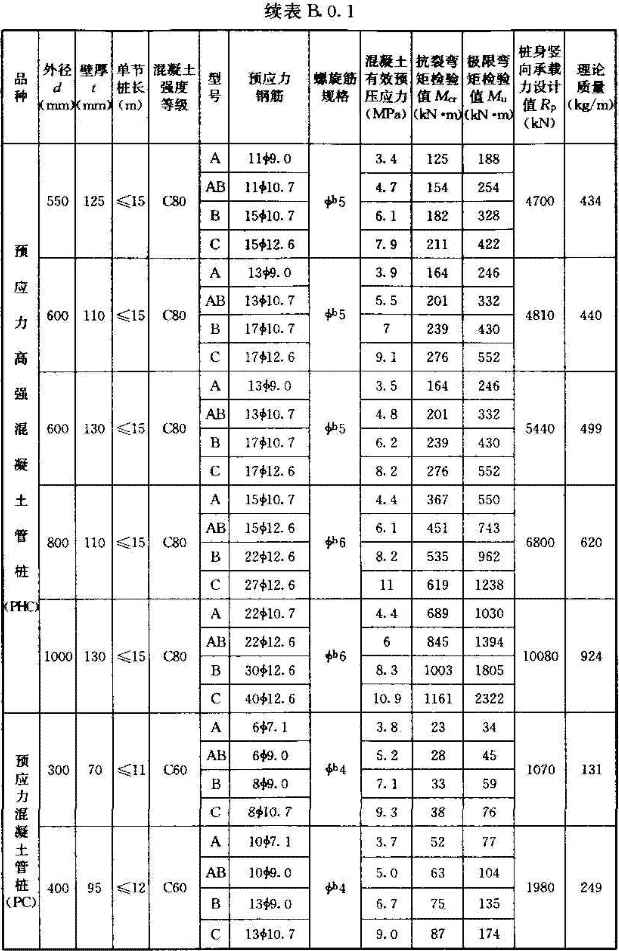 续表 B.0.1
品种 外径 d (mm) 壁厚 t (mm) 单节桩长 (m) 混凝土强度等级 型号 预应力钢筋 螺旋筋规格 混凝土有效预压应力 (MPa) 抗裂弯矩检验值 Mcr (kN·m) 极限弯矩检验值 Mu (kN·m) 桩身竖向承载力设计值 Rp (kN) 理论质量 (kg/m)
预应力高强混凝土管桩 (PHC)
550 125 ≤15 C80 ϕb5 4700 434
A 11ϕ9.0 3.4 125 188
AB 11ϕ10.7 4.7 154 254
B 15ϕ10.7 6.1 182 328
C 15ϕ12.6 7.9 211 422
600 110 ≤15 C80 ϕb5 4810 440
A 13ϕ9.0 3.9 164 246
AB 13ϕ10.7 5.5 201 332
B 17ϕ10.7 7 239 430
C 17ϕ12.6 9.1 276 552
600 130 ≤15 C80 ϕb5 5440 499
A 13ϕ9.0 3.5 164 246
AB 13ϕ10.7 4.8 201 332
B 17ϕ10.7 6.2 239 430
C 17ϕ12.6 8.2 276 552
800 110 ≤15 C80 ϕb6 6800 620
A 15ϕ10.7 4.4 367 550
AB 15ϕ12.6 6.1 451 743
B 22ϕ12.6 8.2 535 962
C 27ϕ12.6 11 619 1238
1000 130 ≤15 C80 ϕb6 10080 924
A 22ϕ10.7 4.4 689 1030
AB 22ϕ12.6 6 845 1394
B 30ϕ12.6 8.3 1003 1805
C 40ϕ12.6 10.9 1161 2322
预应力混凝土管桩 (PC)
300 70 ≤11 C60 ϕb4 1070 131
A 6ϕ7.1 3.8 23 34
AB 6ϕ9.0 5.2 28 45
B 8ϕ9.0 7.1 33 59
C 8ϕ10.7 9.3 38 76
400 95 ≤12 C60 ϕb4 1980 249
A 10ϕ7.1 3.7 52 77
AB 10ϕ9.0 5.0 63 104
B 13ϕ9.0 6.7 75 135
C 13ϕ10.7 9.0 87 174